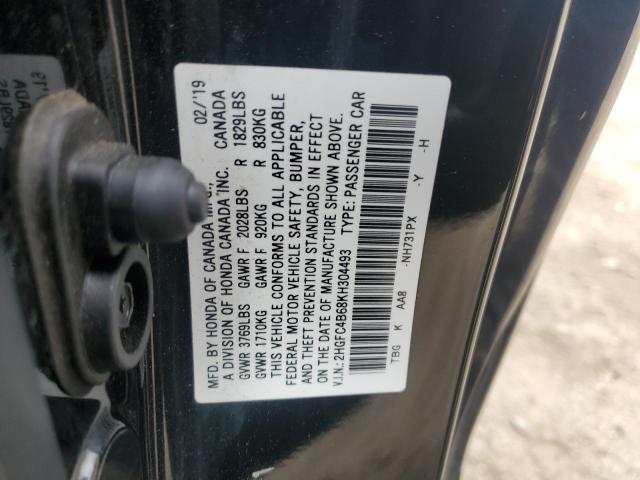 MFD. BY HONDA OF CANADA MFG., 02/'19
A DIVISION OF HONDA CANADA INC. CANADA
GVWR 3769LBS GAWR F 2028LBS R 1829LBS
GVWR 1710KG GAWR F 920KG R 830KG
THIS VEHICLE CONFORMS TO ALL APPLICABLE
FEDERAL MOTOR VEHICLE SAFETY, BUMPER,
AND THEFT PREVENTION STANDARDS IN EFFECT
ON THE DATE OF MANUFACTURE SHOWN ABOVE.
V.I.N.:2HGFC4B68KH304493 TYPE: PASSENGER CAR
TBG K AA8 -NH731PX -Y -H